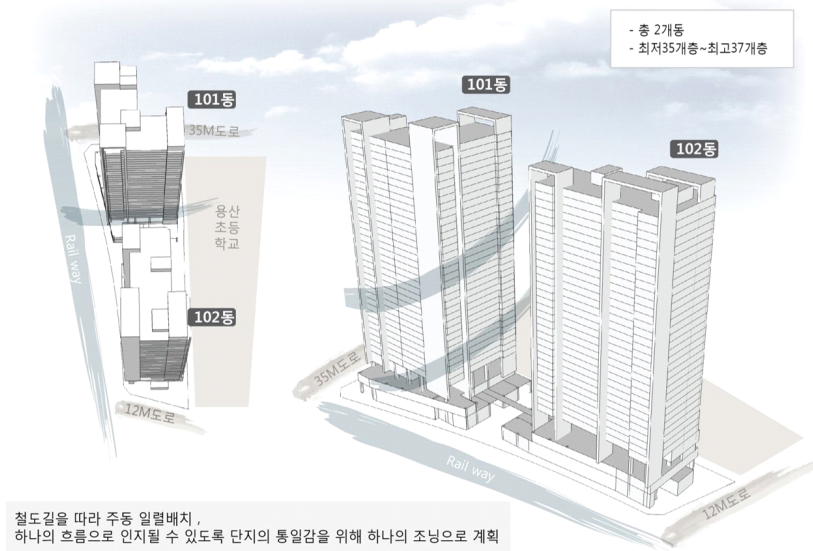 - 총 2개동
- 최저35개층~최고37개층
101동
35M도로
용산
초등
학교
Rail way
102동
12M도로
101동
102동
35M도로
Rail way
12M도로
철도길을 따라 주동 일렬배치 ,
하나의 흐름으로 인지될 수 있도록 단지의 통일감을 위해 하나의 조닝으로 계획